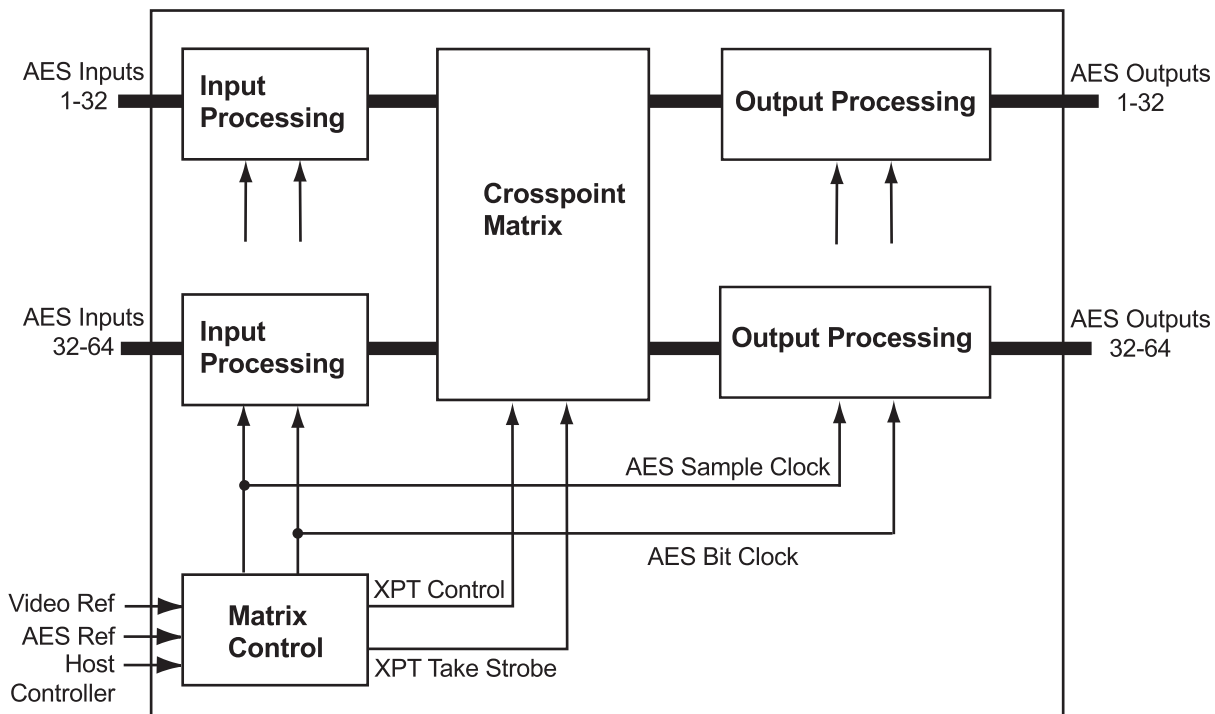 AES Inputs
1-32
Input
Processing
Crosspoint
Matrix
Output Processing
AES Outputs
1-32
AES Inputs
32-64
Input
Processing
Output Processing
AES Outputs
32-64
AES Sample Clock
AES Bit Clock
Video Ref
AES Ref
Host
Controller
Matrix
Control
XPT Control
XPT Take Strobe